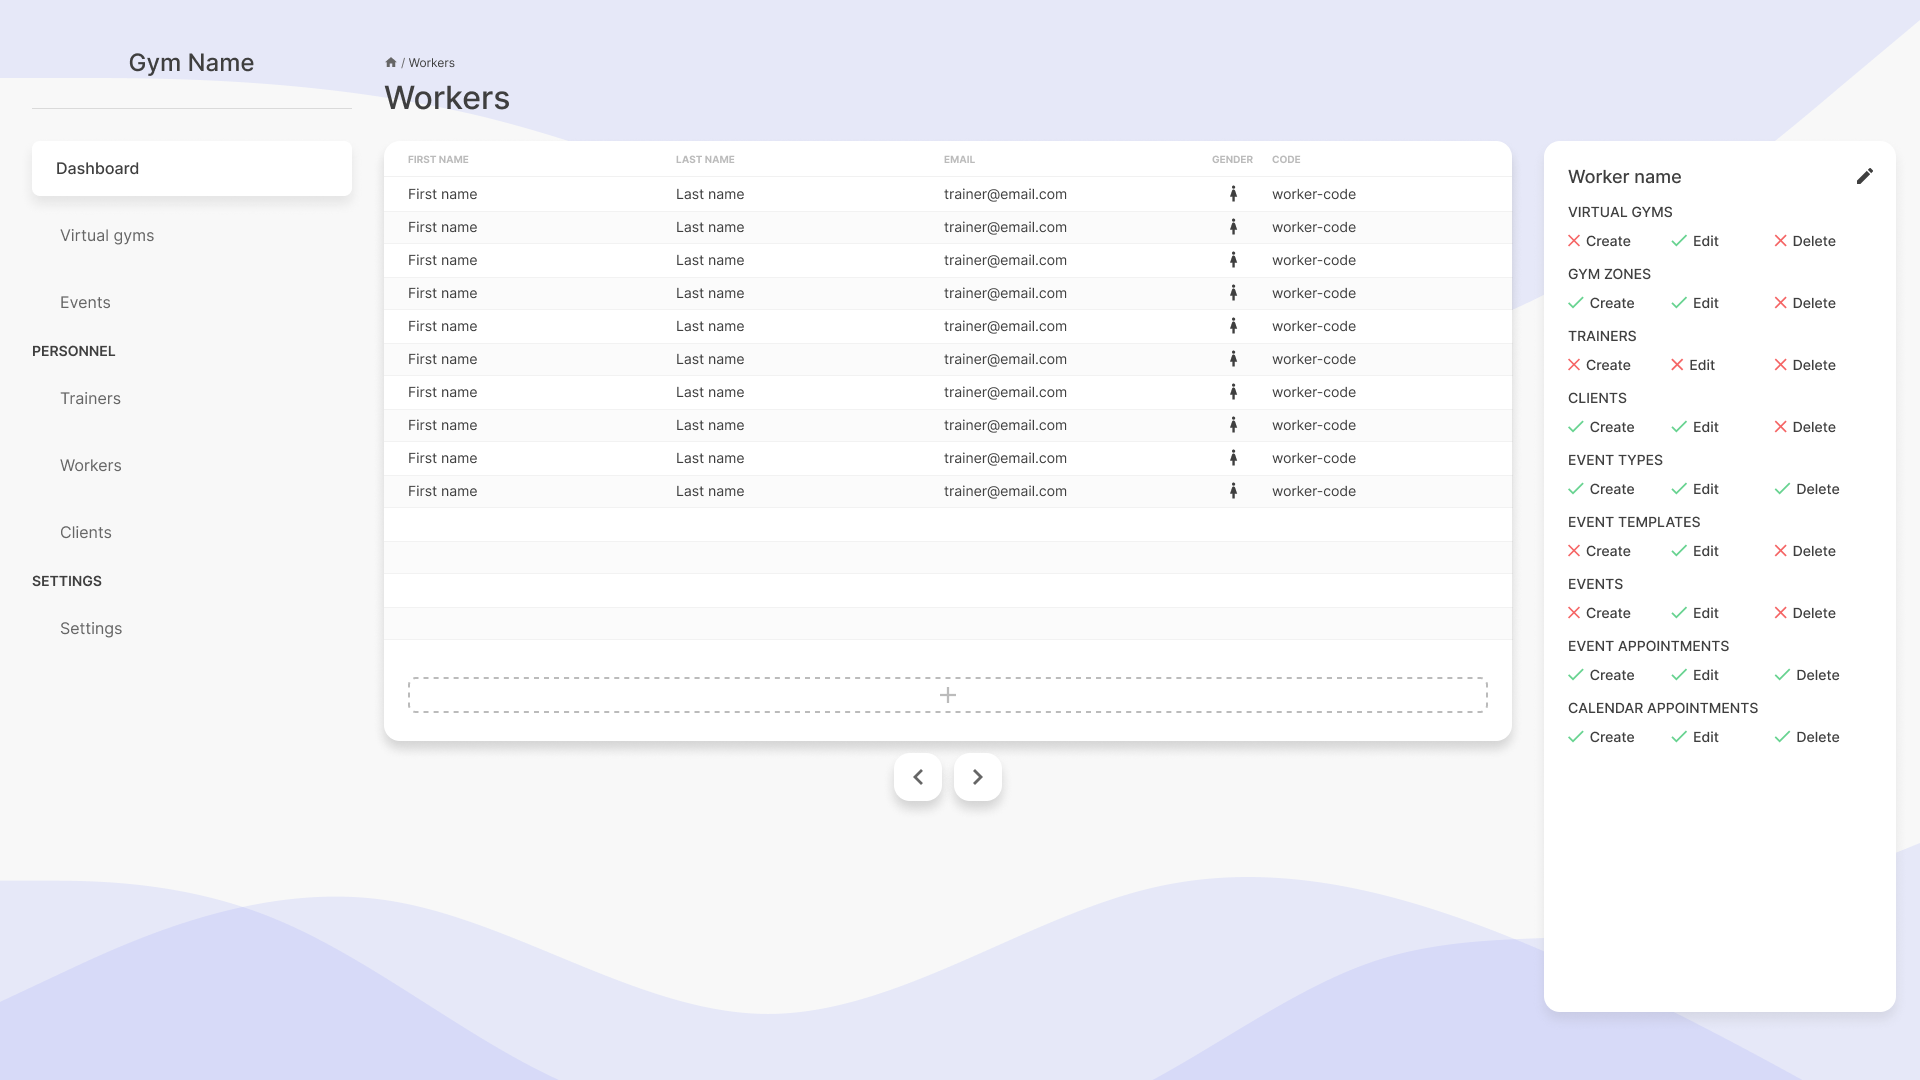 Gym Name
Dashboard
Virtual gyms
Events
PERSONNEL
Trainers
Workers
Clients
SETTINGS
Settings
/ Workers
Workers
FIRST NAME LAST NAME EMAIL GENDER CODE
First name Last name trainer@email.com worker-code
First name Last name trainer@email.com worker-code
First name Last name trainer@email.com worker-code
First name Last name trainer@email.com worker-code
First name Last name trainer@email.com worker-code
First name Last name trainer@email.com worker-code
First name Last name trainer@email.com worker-code
First name Last name trainer@email.com worker-code
First name Last name trainer@email.com worker-code
First name Last name trainer@email.com worker-code
Worker name
VIRTUAL GYMS
Create Edit Delete
GYM ZONES
Create Edit Delete
TRAINERS
Create Edit Delete
CLIENTS
Create Edit Delete
EVENT TYPES
Create Edit Delete
EVENT TEMPLATES
Create Edit Delete
EVENTS
Create Edit Delete
EVENT APPOINTMENTS
Create Edit Delete
CALENDAR APPOINTMENTS
Create Edit Delete